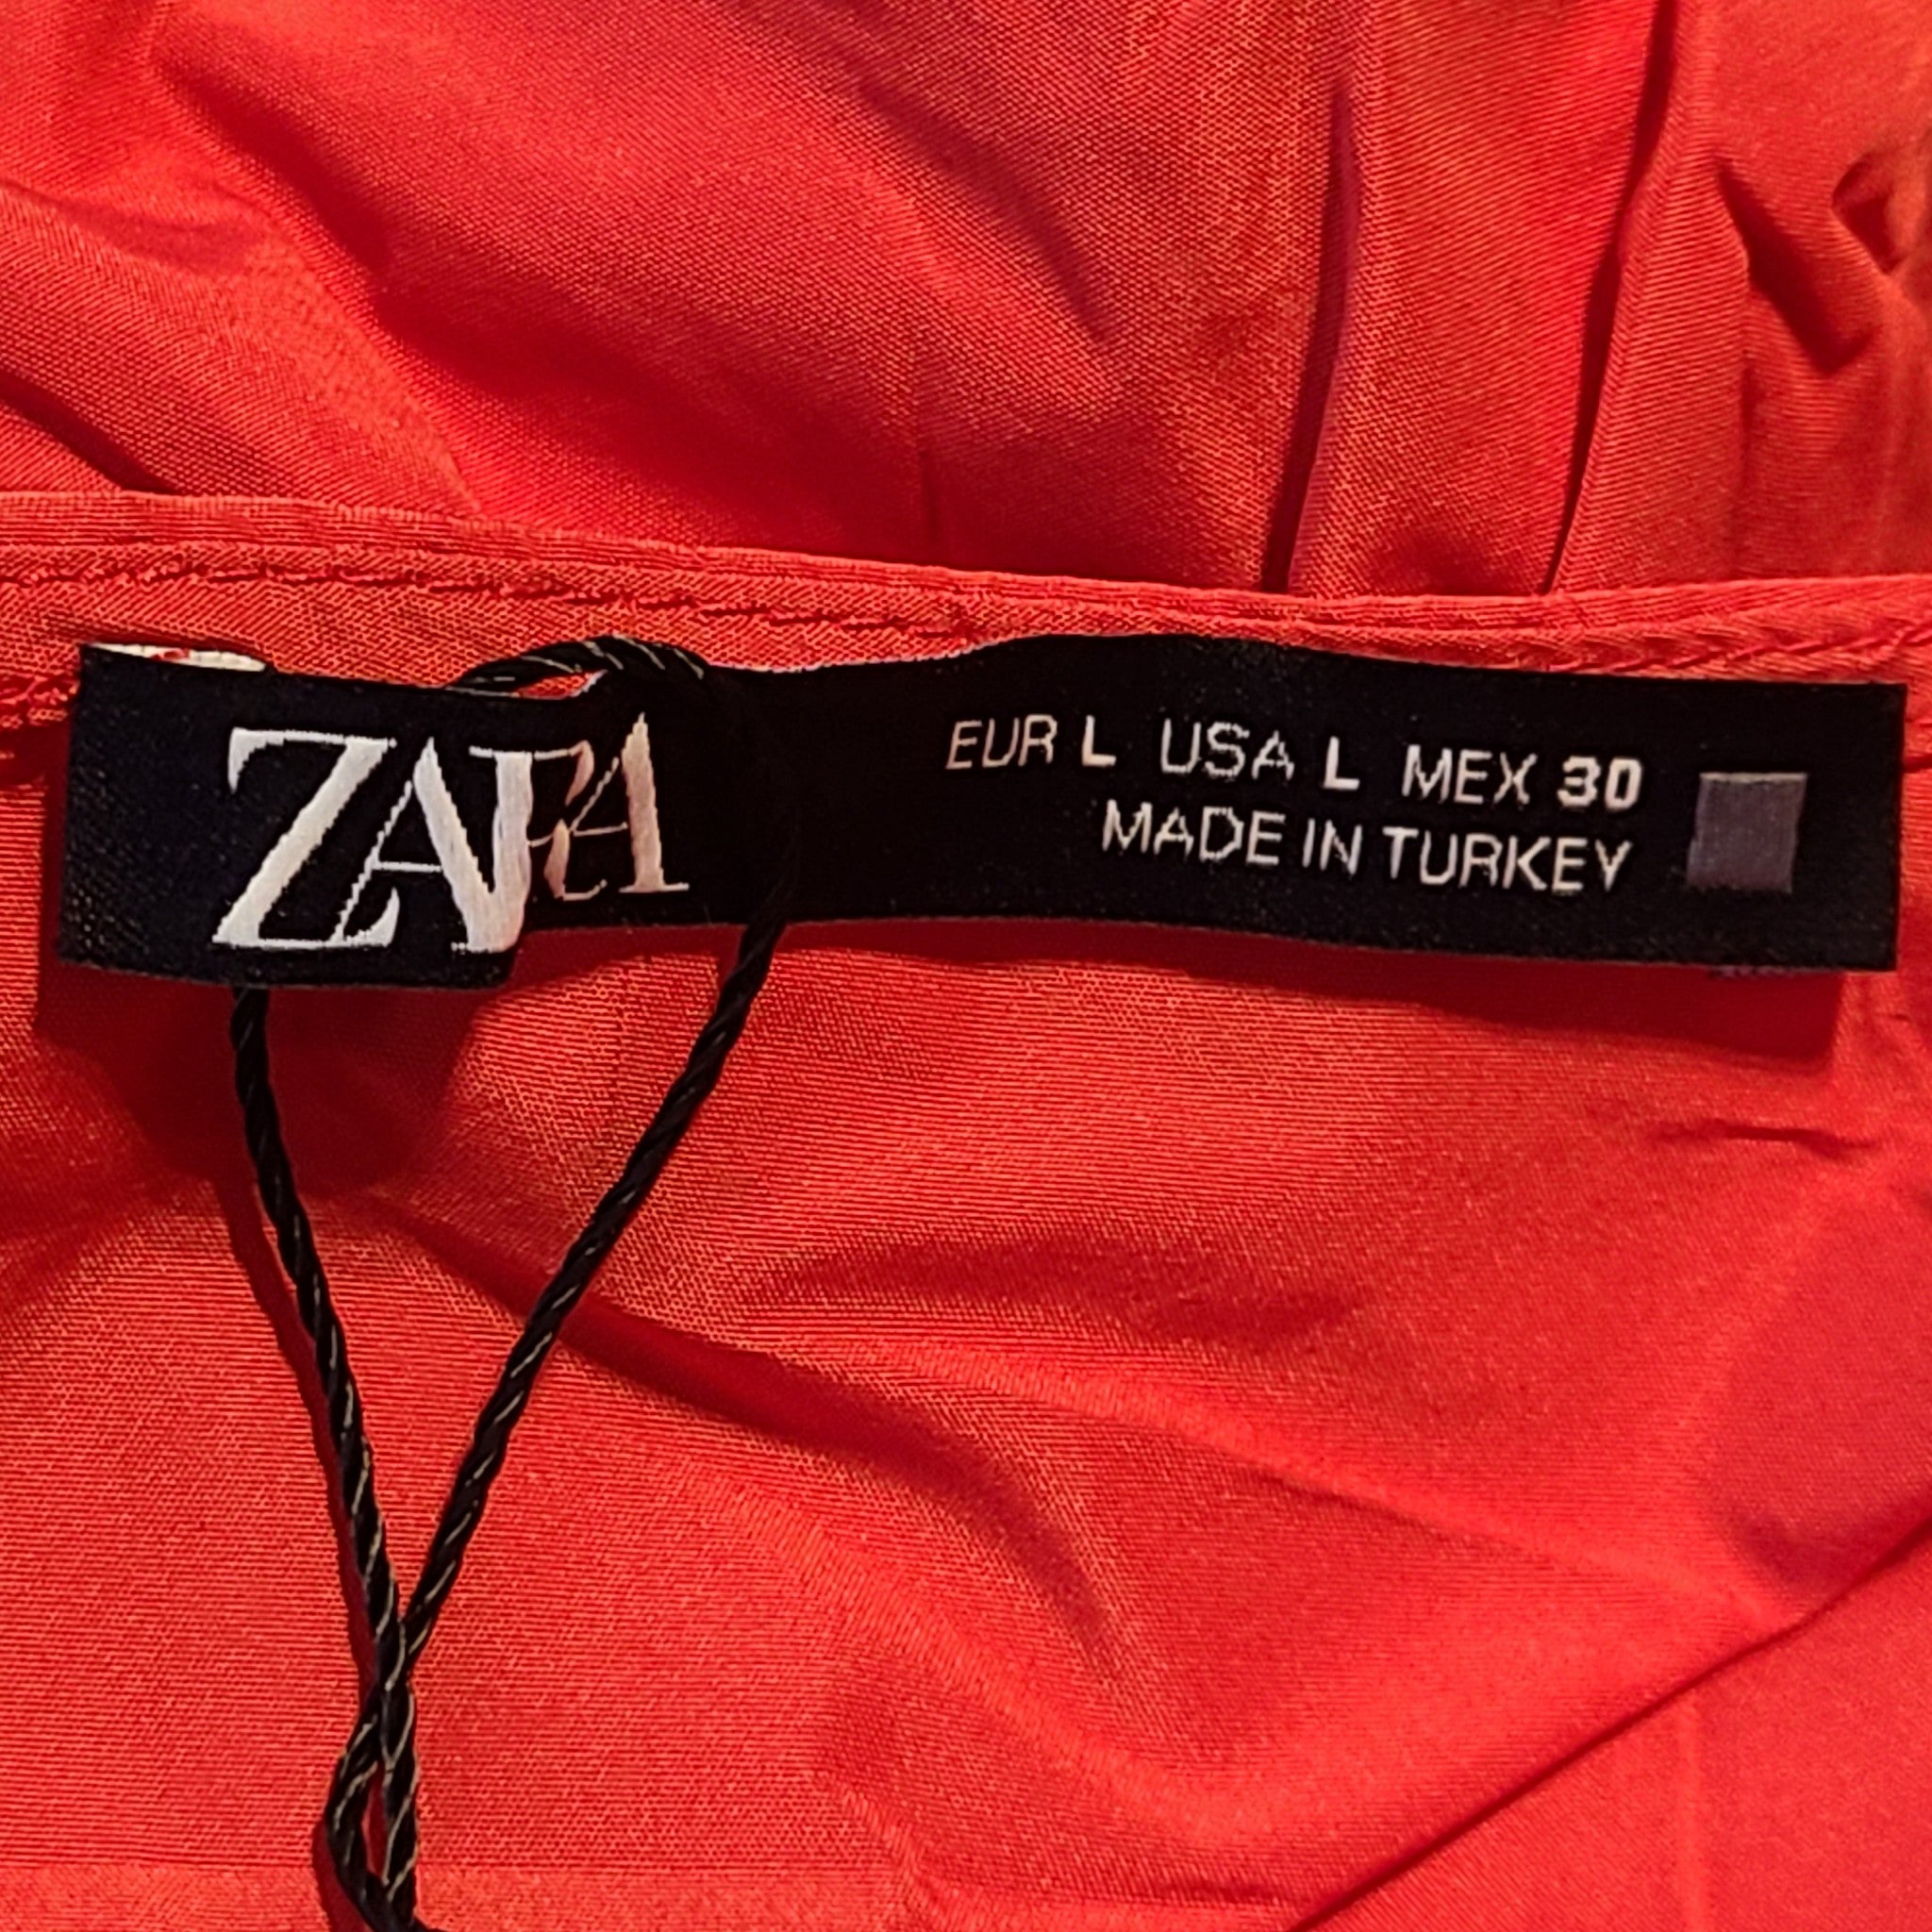 ZARA
EUR L USA L MEX 30
MADE IN TURKEY